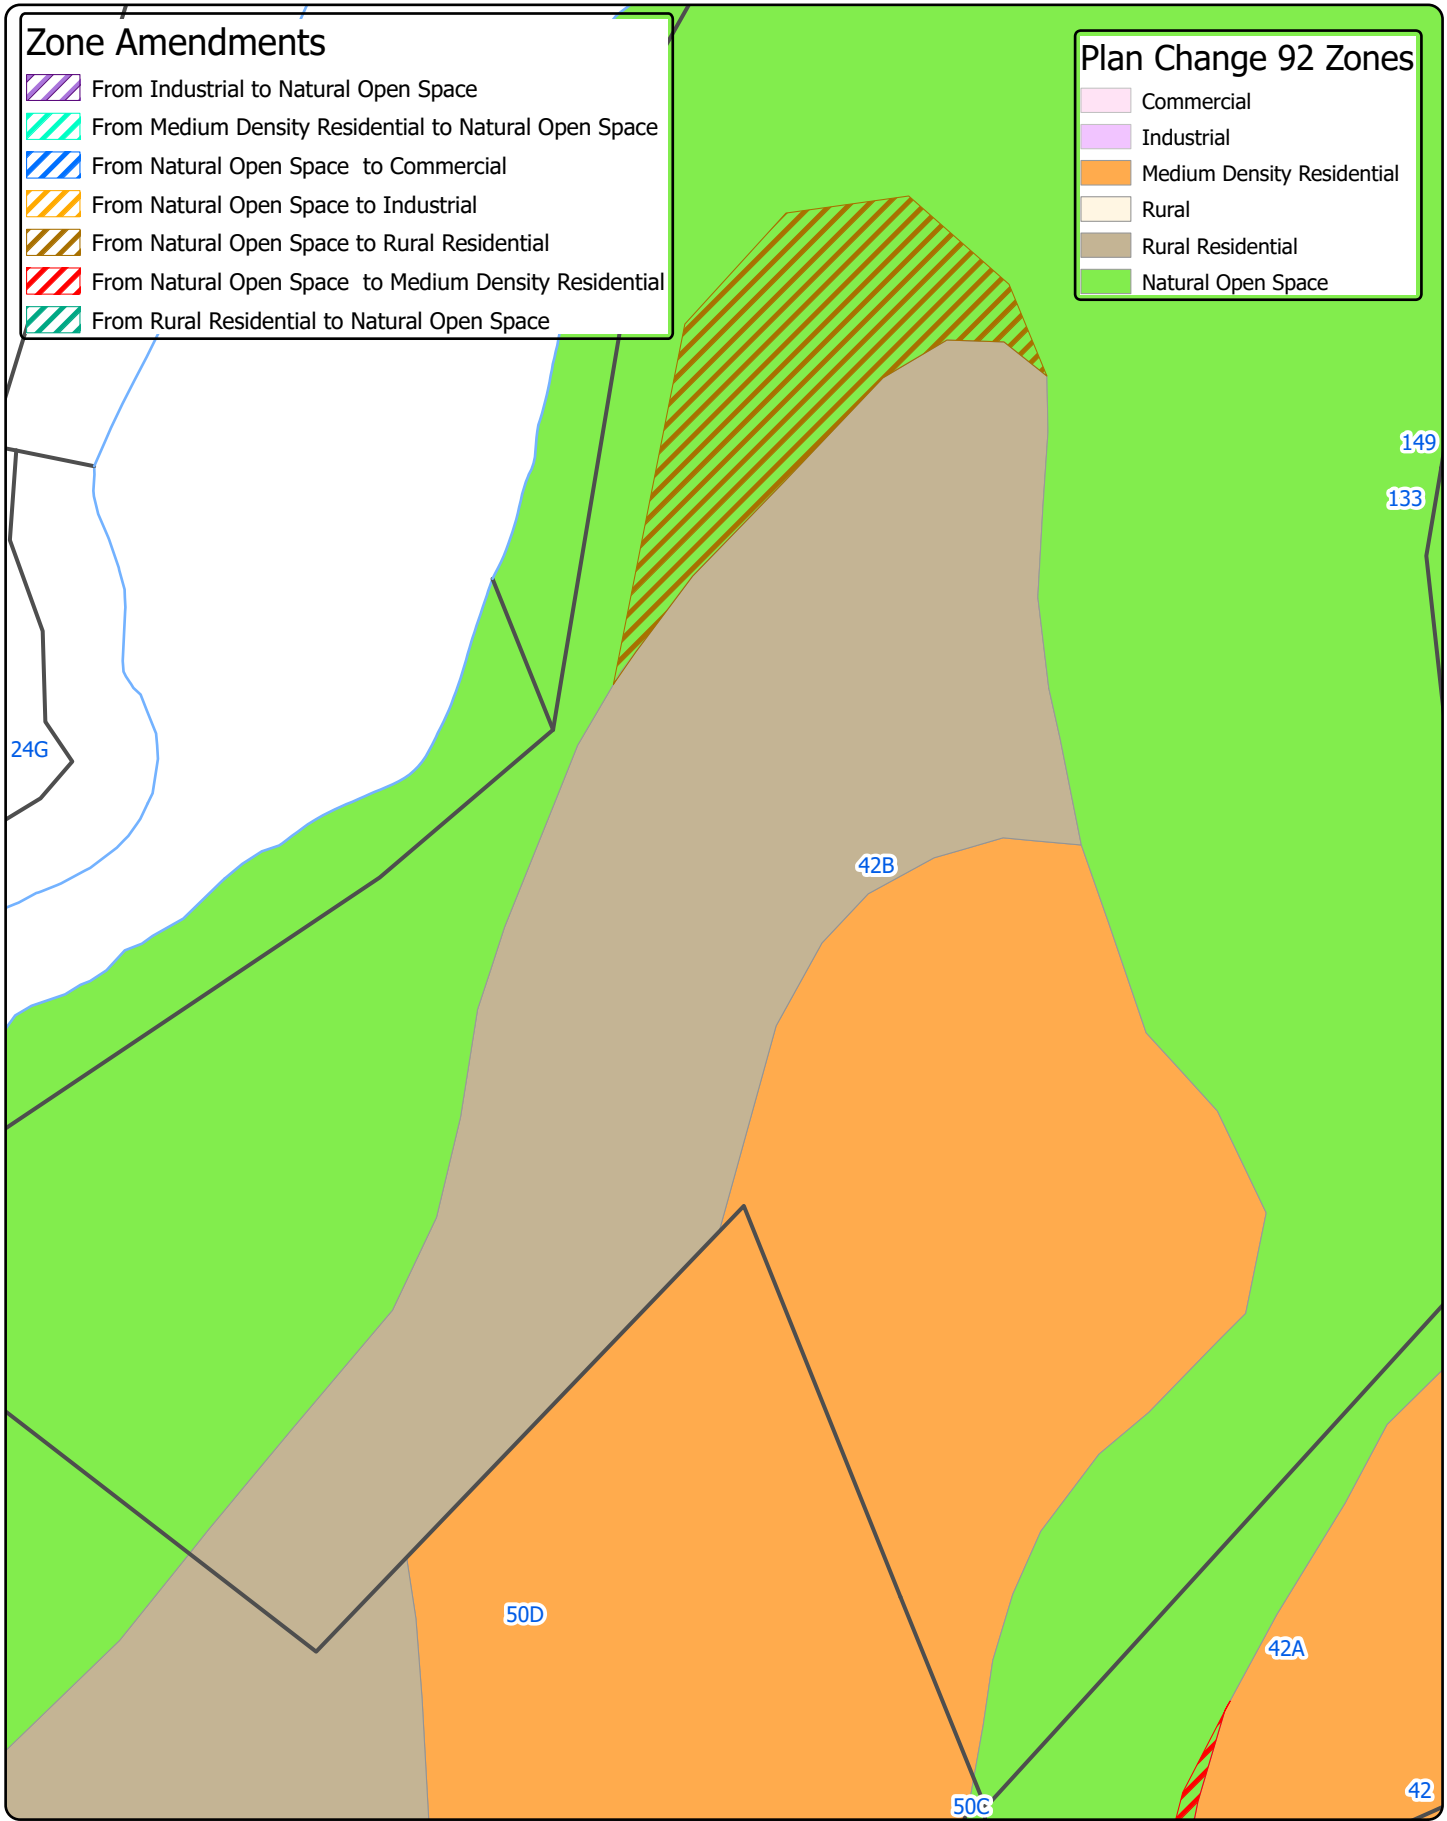 Zone Amendments
From Industrial to Natural Open Space
From Medium Density Residential to Natural Open Space
From Natural Open Space  to Commercial
From Natural Open Space to Industrial
From Natural Open Space to Rural Residential
From Natural Open Space  to Medium Density Residential
From Rural Residential to Natural Open Space
Plan Change 92 Zones
Commercial
Industrial
Medium Density Residential
Rural
Rural Residential
Natural Open Space
149
133
24G
42B
50D
42A
42
50C